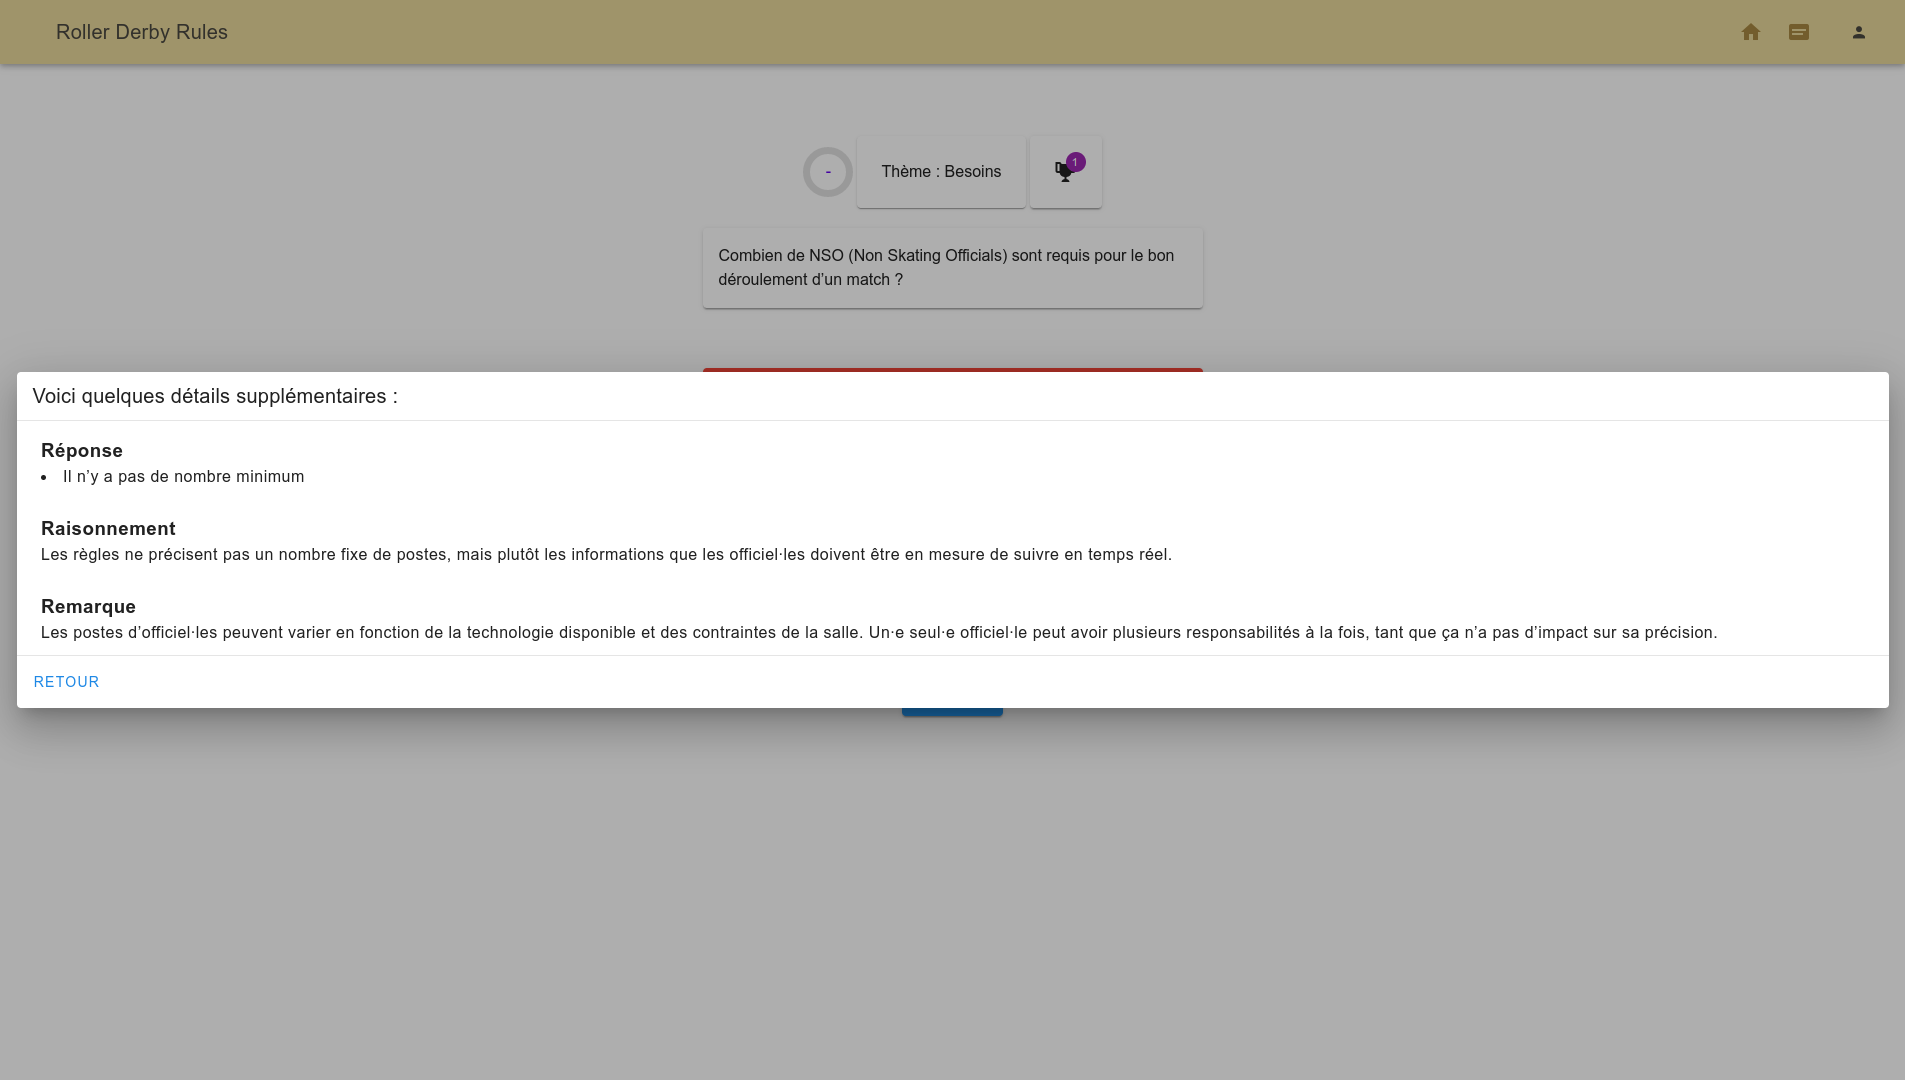 Roller Derby Rules
-
Thème : Besoins
1
Combien de NSO (Non Skating Officials) sont requis pour le bon
déroulement d’un match ?
Voici quelques détails supplémentaires :
Réponse
• Il n’y a pas de nombre minimum
Raisonnement
Les règles ne précisent pas un nombre fixe de postes, mais plutôt les informations que les officiel·les doivent être en mesure de suivre en temps réel.
Remarque
Les postes d’officiel·les peuvent varier en fonction de la technologie disponible et des contraintes de la salle. Un·e seul·e officiel·le peut avoir plusieurs responsabilités à la fois, tant que ça n’a pas d’impact sur sa précision.
RETOUR